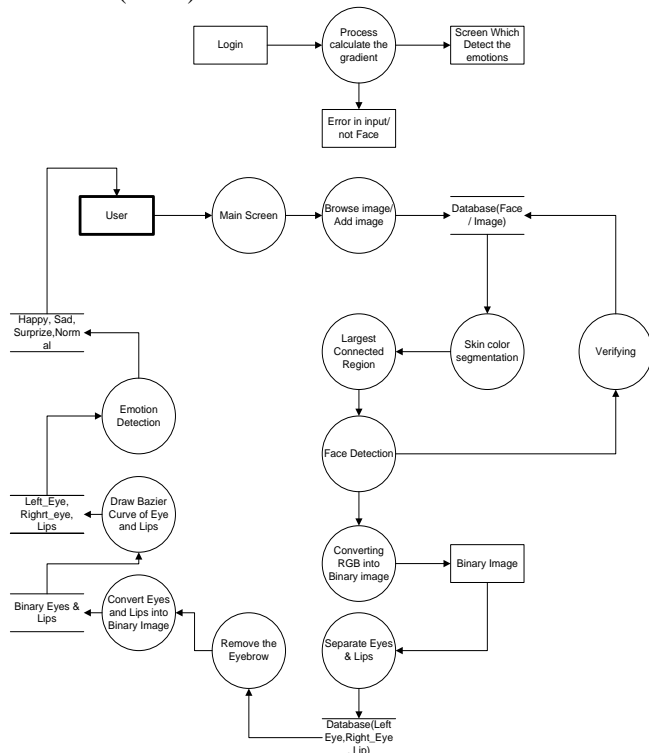 Login
Process
calculate the
gradient
Screen Which
Detect the
emotions
Error in input/
not Face
User
Main Screen
Browse image/
Add image
Database(Face
/ Image)
Happy, Sad,
Surprize,Norm
al
Largest
Connected
Region
Skin color
segmentation
Verifying
Emotion
Detection
Face Detection
Left_Eye,
Righrt_eye,
Lips
Draw Bazier
Curve of Eye
and Lips
Converting
RGB into
Binary image
Binary Image
Binary Eyes &
Lips
Convert Eyes
and Lips into
Binary Image
Remove the
Eyebrow
Separate Eyes
& Lips
Database(Left
Eye,Right_Eye
, Lip)